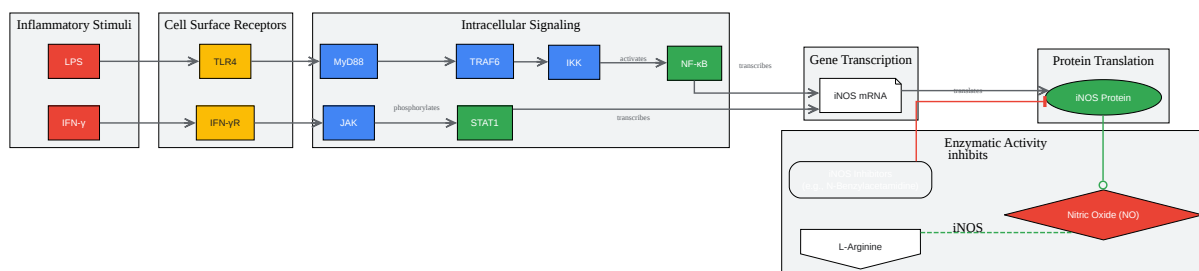 Inflammatory Stimuli
Cell Surface Receptors
Intracellular Signaling
Gene Transcription
Protein Translation
LPS
TLR4
MyD88
TRAF6
IKK
activates
NF-κB
transcribes
iNOS mRNA
translates
iNOS Protein
IFN-γ
IFN-γR
JAK
phosphorylates
STAT1
transcribes
Enzymatic Activity
inhibits
iNOS Inhibitors
Nitric Oxide (NO)
iNOS
L-Arginine